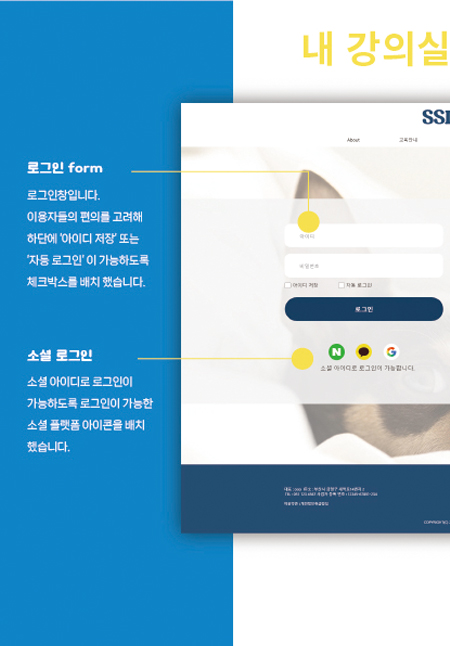 내 강의실
SSI
About
교육안내
로그인 form
로그인창입니다.
이용자들의 편의를 고려해
하단에 '아이디 저장' 또는
'자동 로그인' 이 가능하도록
체크박스를 배치 했습니다.
아이디
비밀번호
아이디 저장
자동 로그인
로그인
소셜 로그인
소셜 아이디로 로그인이
가능하도록 로그인이 가능한
소셜 플랫폼 아이콘을 배치
했습니다.
N
TALK
G
소셜 아이디로 로그인이 가능합니다.